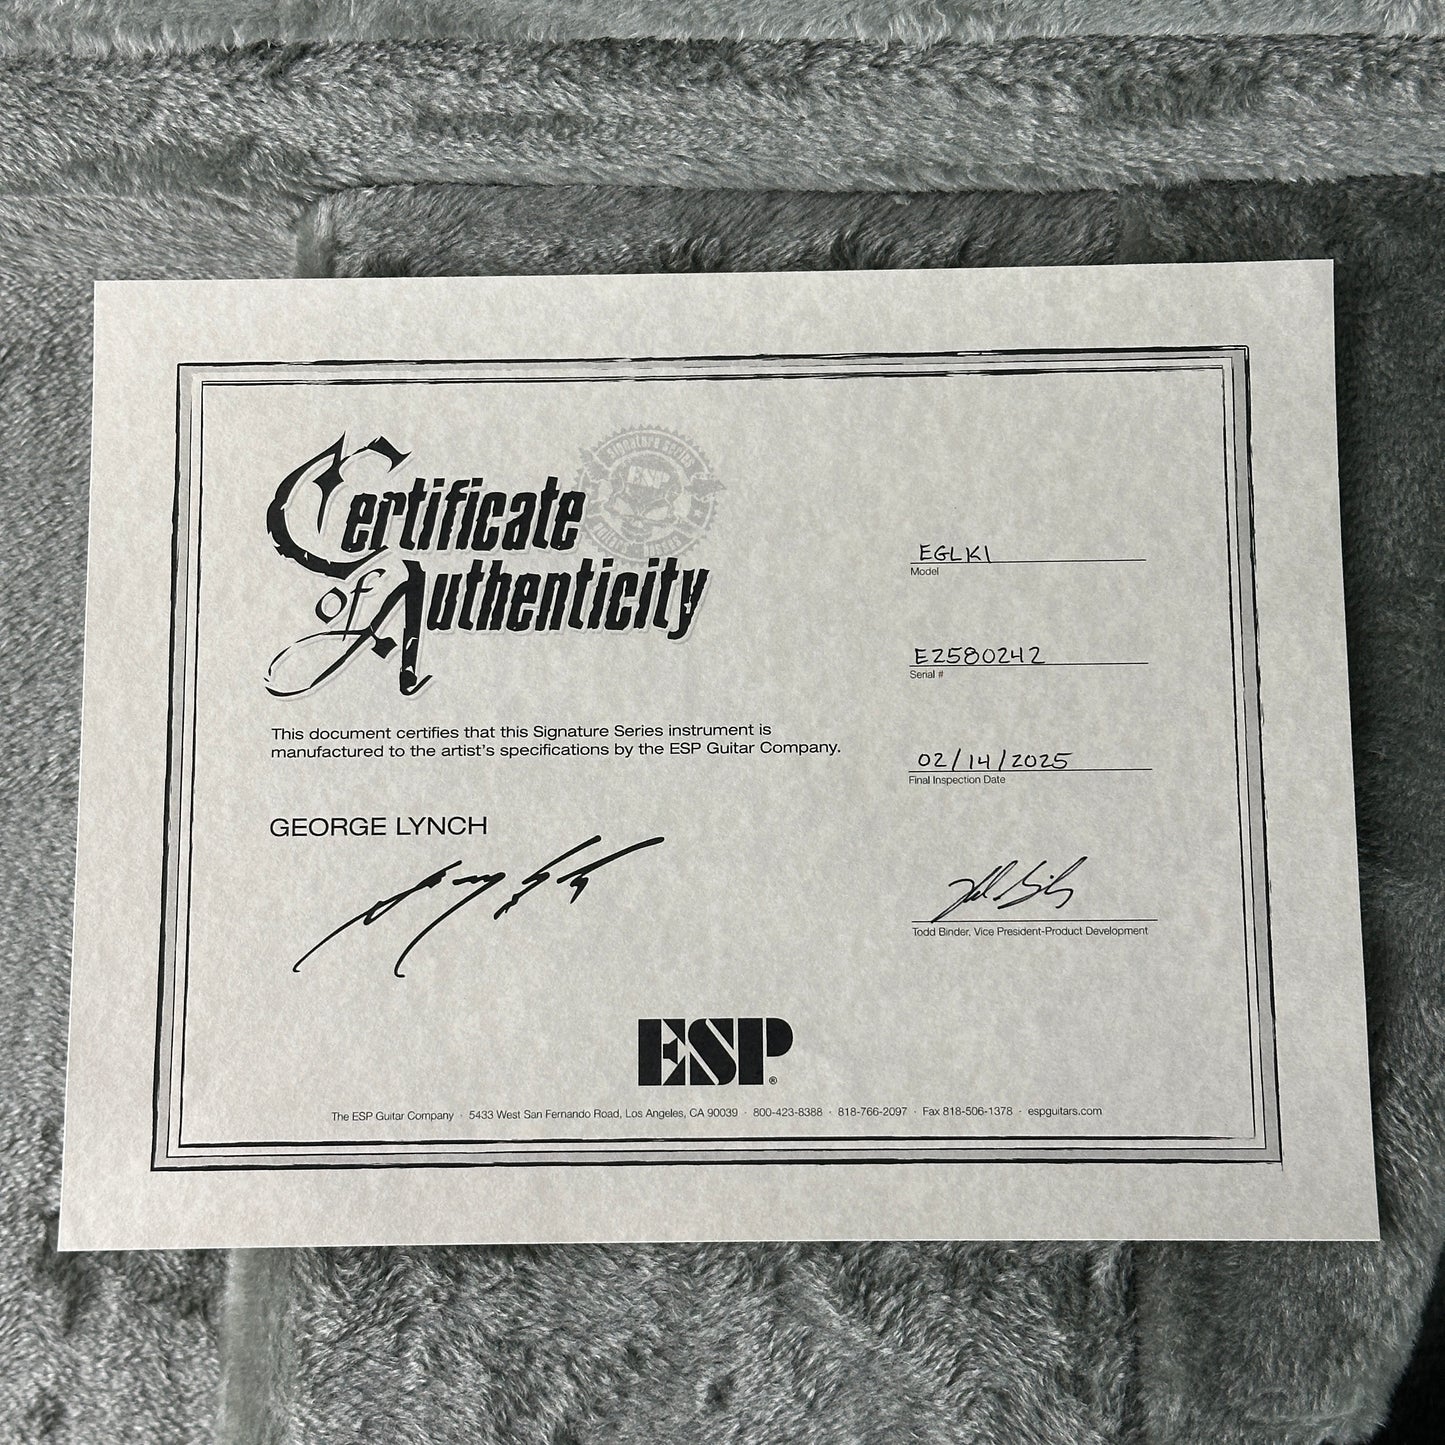 Certificate
of Authenticity
signature series
ESP
This document certifies that this Signature Series instrument is
manufactured to the artist's specifications by the ESP Guitar Company.
GEORGE LYNCH
EGLK1
Model
E2580242
Serial #
02/14/2025
Final Inspection Date
Todd Binder, Vice President-Product Development
ESP®
The ESP Guitar Company · 5433 West San Fernando Road, Los Angeles, CA 90039 · 800-423-8388 · 818-766-2097 · Fax 818-506-1378 · espguitars.com